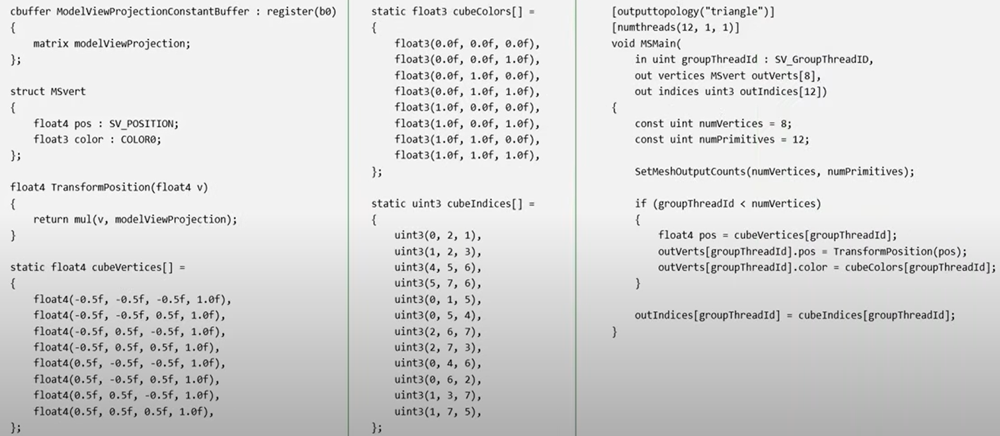 cbuffer ModelViewProjectionConstantBuffer : register(b0)
{
    matrix modelViewProjection;
};

struct MSvert
{
    float4 pos : SV_POSITION;
    float3 color : COLOR0;
};

float4 TransformPosition(float4 v)
{
    return mul(v, modelViewProjection);
}

static float4 cubeVertices[] =
{
    float4(-0.5f, -0.5f, -0.5f, 1.0f),
    float4(-0.5f, -0.5f, 0.5f, 1.0f),
    float4(-0.5f, 0.5f, -0.5f, 1.0f),
    float4(-0.5f, 0.5f, 0.5f, 1.0f),
    float4(0.5f, -0.5f, -0.5f, 1.0f),
    float4(0.5f, -0.5f, 0.5f, 1.0f),
    float4(0.5f, 0.5f, -0.5f, 1.0f),
    float4(0.5f, 0.5f, 0.5f, 1.0f),
};

static float3 cubeColors[] =
{
    float3(0.0f, 0.0f, 0.0f),
    float3(0.0f, 0.0f, 1.0f),
    float3(0.0f, 1.0f, 0.0f),
    float3(0.0f, 1.0f, 1.0f),
    float3(1.0f, 0.0f, 0.0f),
    float3(1.0f, 0.0f, 1.0f),
    float3(1.0f, 1.0f, 0.0f),
    float3(1.0f, 1.0f, 1.0f),
};

static uint3 cubeIndices[] =
{
    uint3(0, 2, 1),
    uint3(1, 2, 3),
    uint3(4, 5, 6),
    uint3(5, 7, 6),
    uint3(0, 1, 5),
    uint3(0, 5, 4),
    uint3(2, 6, 7),
    uint3(2, 7, 3),
    uint3(0, 4, 6),
    uint3(0, 6, 2),
    uint3(1, 3, 7),
    uint3(1, 7, 5),
};

[outputtopology("triangle")]
[numthreads(12, 1, 1)]
void MSMain(
    in uint groupThreadId : SV_GroupThreadID,
    out vertices MSvert outVerts[8],
    out indices uint3 outIndices[12])
{
    const uint numVertices = 8;
    const uint numPrimitives = 12;

    SetMeshOutputCounts(numVertices, numPrimitives);

    if (groupThreadId < numVertices)
    {
        float4 pos = cubeVertices[groupThreadId];
        outVerts[groupThreadId].pos = TransformPosition(pos);
        outVerts[groupThreadId].color = cubeColors[groupThreadId];
    }

    outIndices[groupThreadId] = cubeIndices[groupThreadId];
}